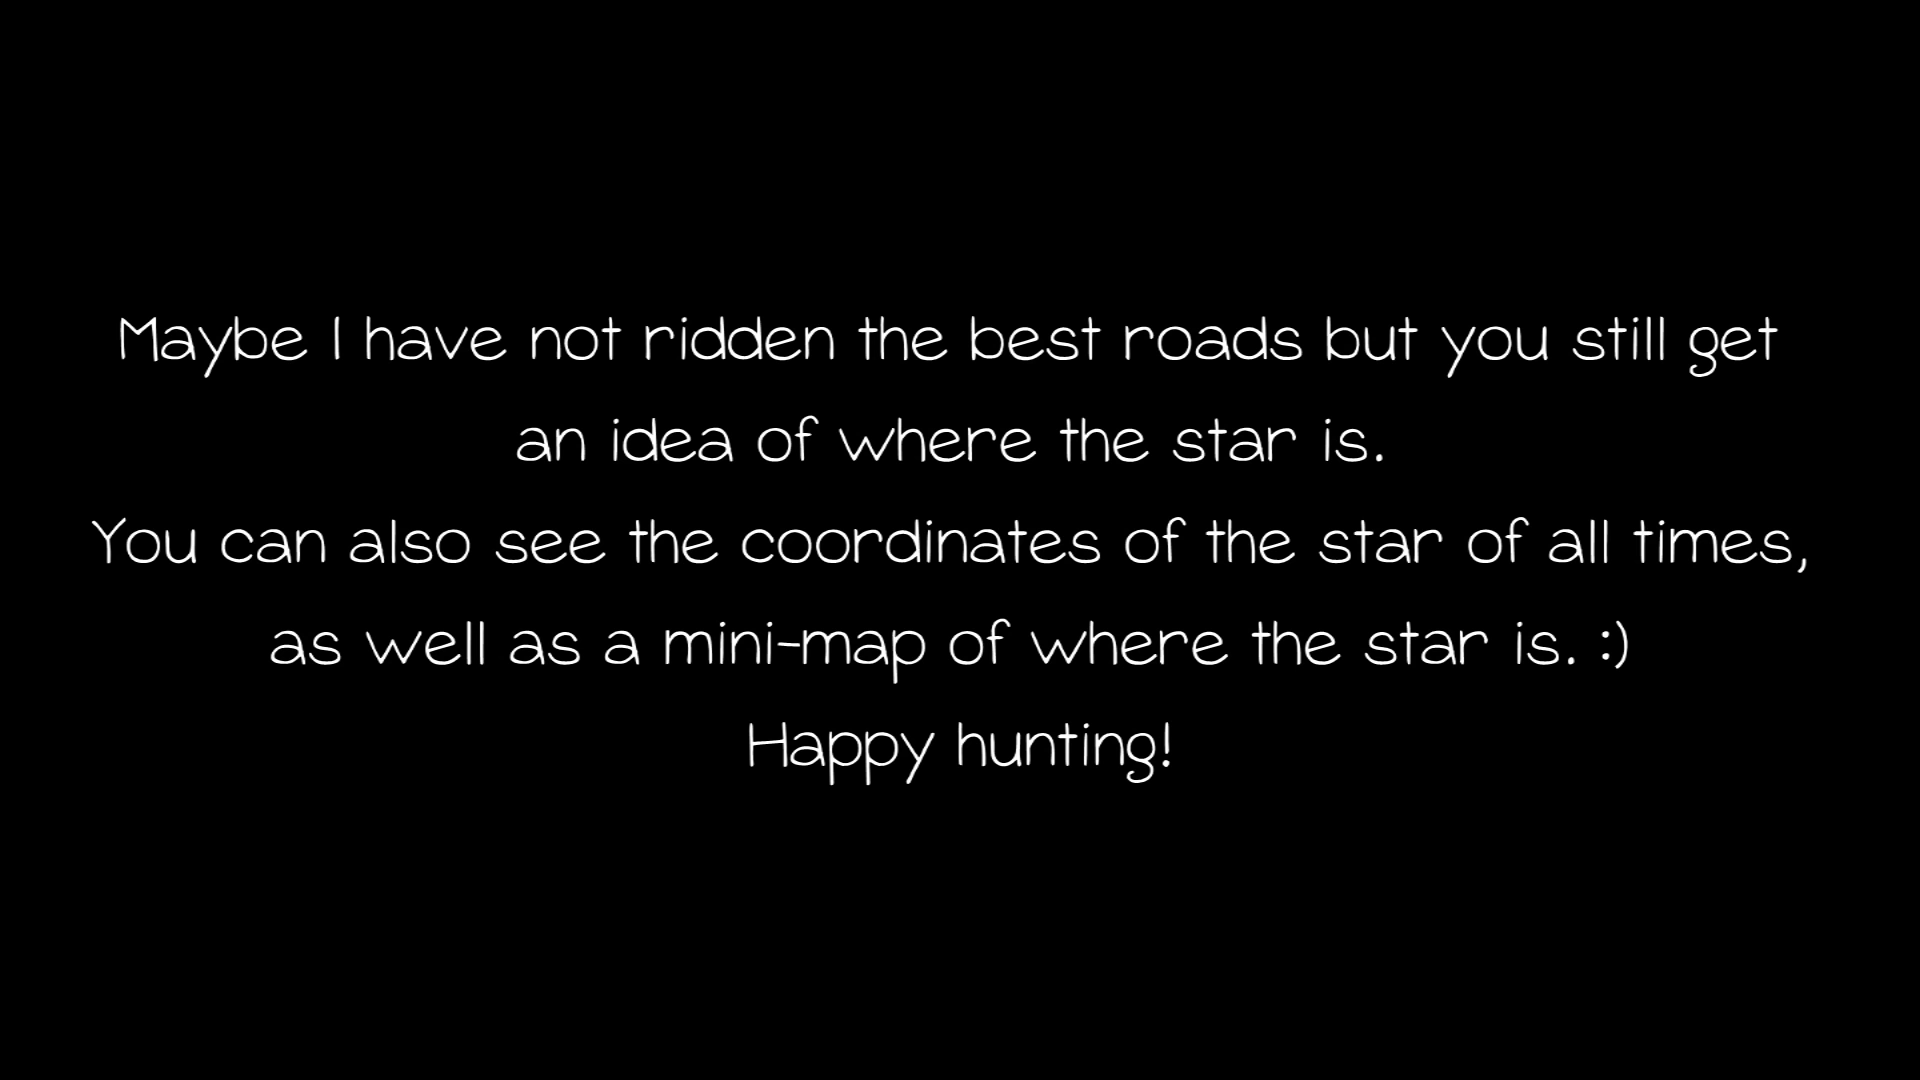 Maybe I have not ridden the best roads but you still get
an idea of where the star is.
You can also see the coordinates of the star of all times,
as well as a mini-map of where the star is. :)
Happy hunting!